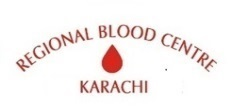 REGIONAL BLOOD CENTRE
KARACHI